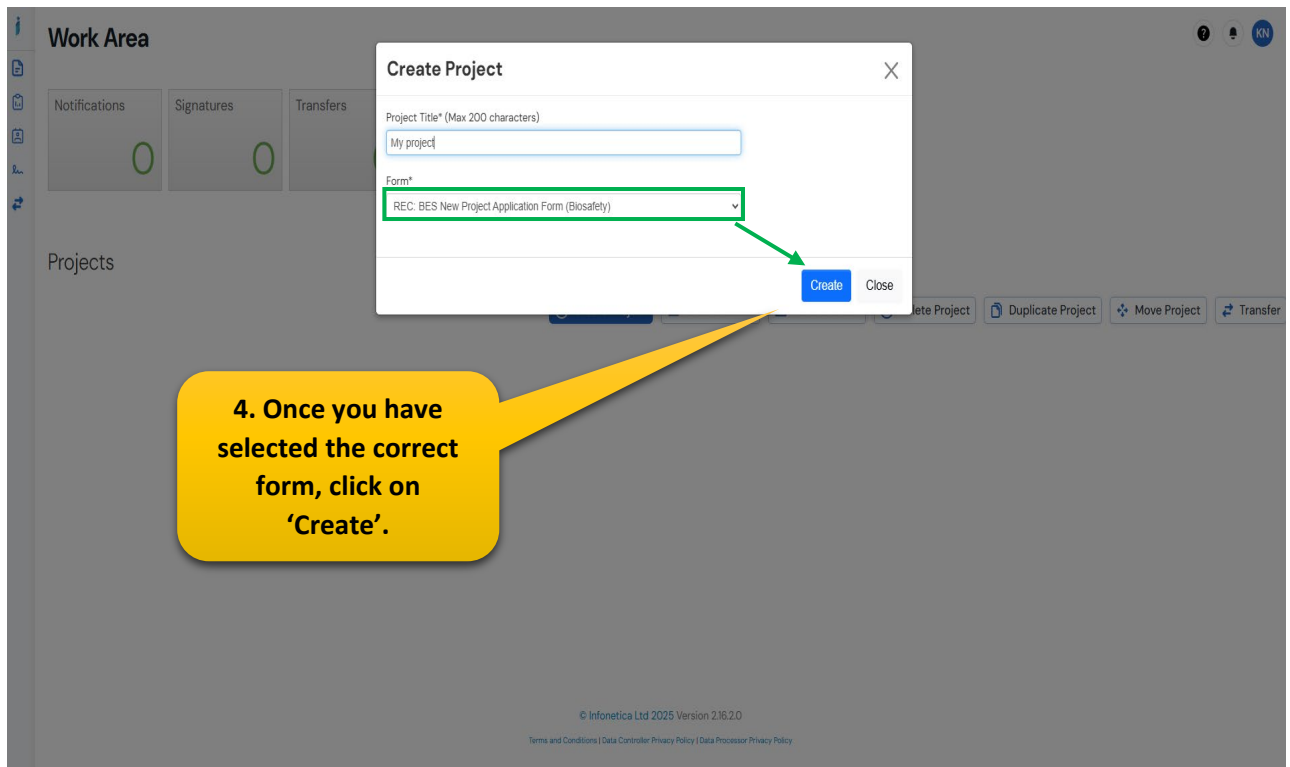 Work Area
KN
Create Project
Notifications
Signatures
Transfers
0
0
Project Title* (Max 200 characters)
My project
Form*
REC: BES New Project Application Form (Biosafety)
Create
Close
Projects
lete Project
Duplicate Project
Move Project
Transfer
4. Once you have
selected the correct
form, click on
‘Create’.
© Infonetica Ltd 2025 Version 2.16.2.0
Terms and Conditions | Data Controller Privacy Policy | Data Processor Privacy Policy